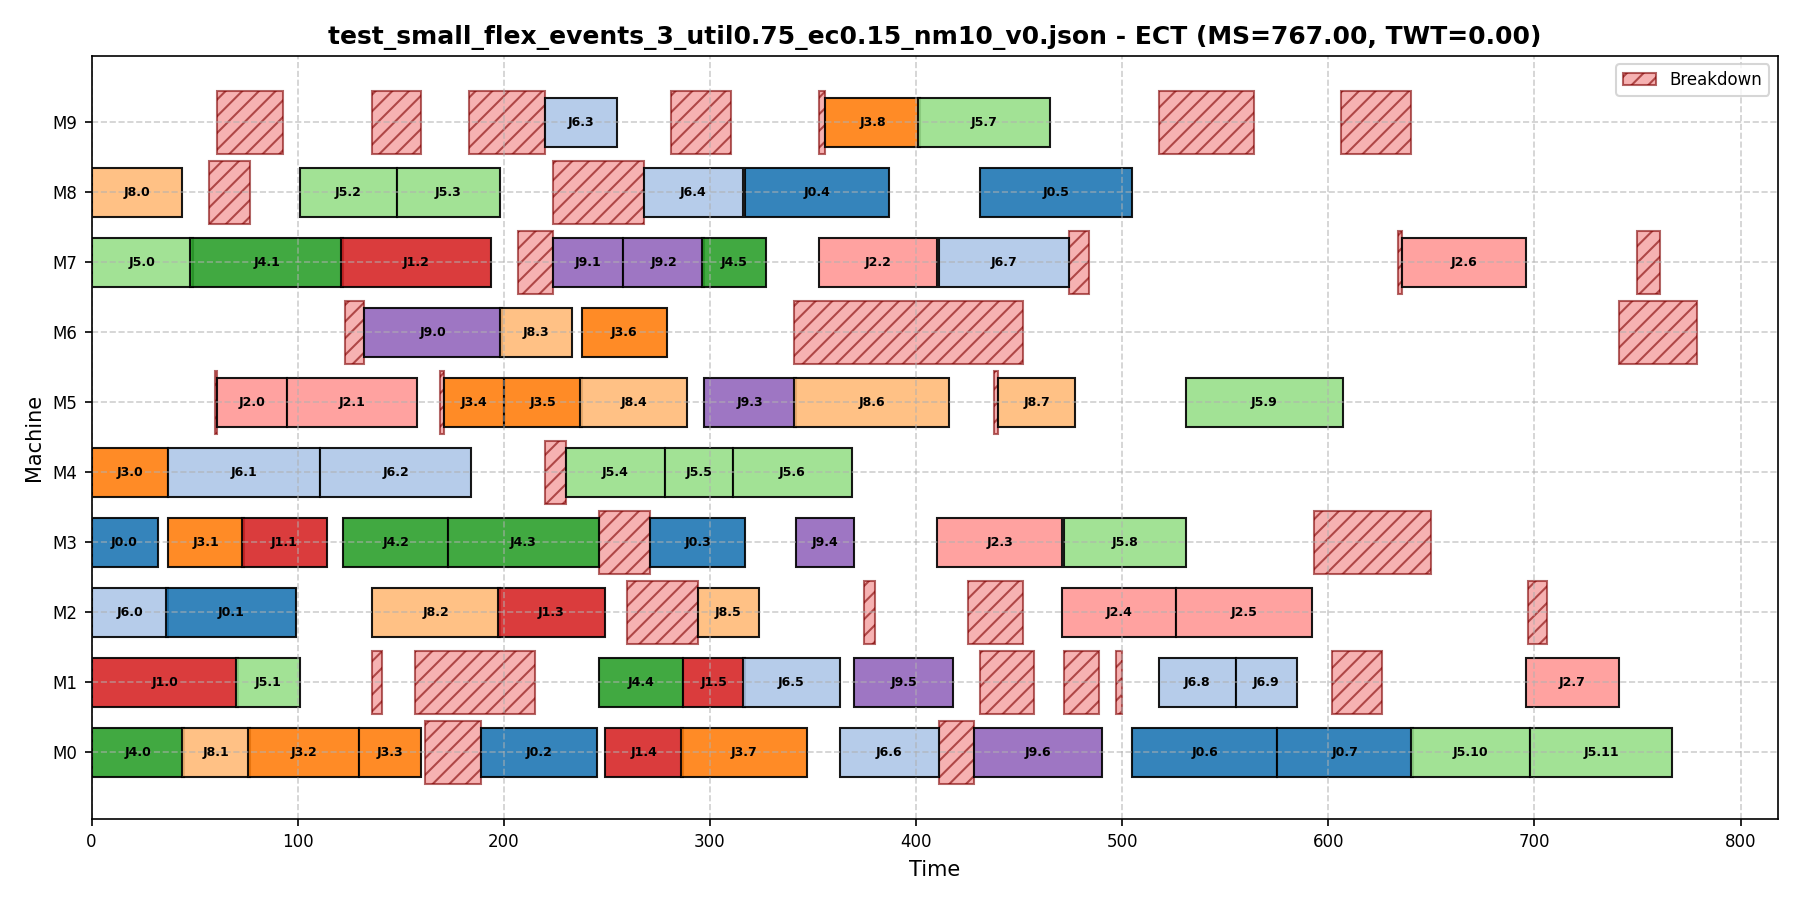 test_small_flex_events_3_util0.75_ec0.15_nm10_v0.json - ECT (MS=767.00, TWT=0.00)
Breakdown
M9 J6.3 J3.8 J5.7
M8 J8.0 J5.2 J5.3 J6.4 J0.4 J0.5
M7 J5.0 J4.1 J1.2 J9.1 J9.2 J4.5 J2.2 J6.7 J2.6
M6 J9.0 J8.3 J3.6
M5 J2.0 J2.1 J3.4 J3.5 J8.4 J9.3 J8.6 J8.7 J5.9
M4 J3.0 J6.1 J6.2 J5.4 J5.5 J5.6
M3 J0.0 J3.1 J1.1 J4.2 J4.3 J0.3 J9.4 J2.3 J5.8
M2 J6.0 J0.1 J8.2 J1.3 J8.5 J2.4 J2.5
M1 J1.0 J5.1 J4.4 J1.5 J6.5 J9.5 J6.8 J6.9 J2.7
M0 J4.0 J8.1 J3.2 J3.3 J0.2 J1.4 J3.7 J6.6 J9.6 J0.6 J0.7 J5.10 J5.11
Machine
0 100 200 300 400 500 600 700 800
Time